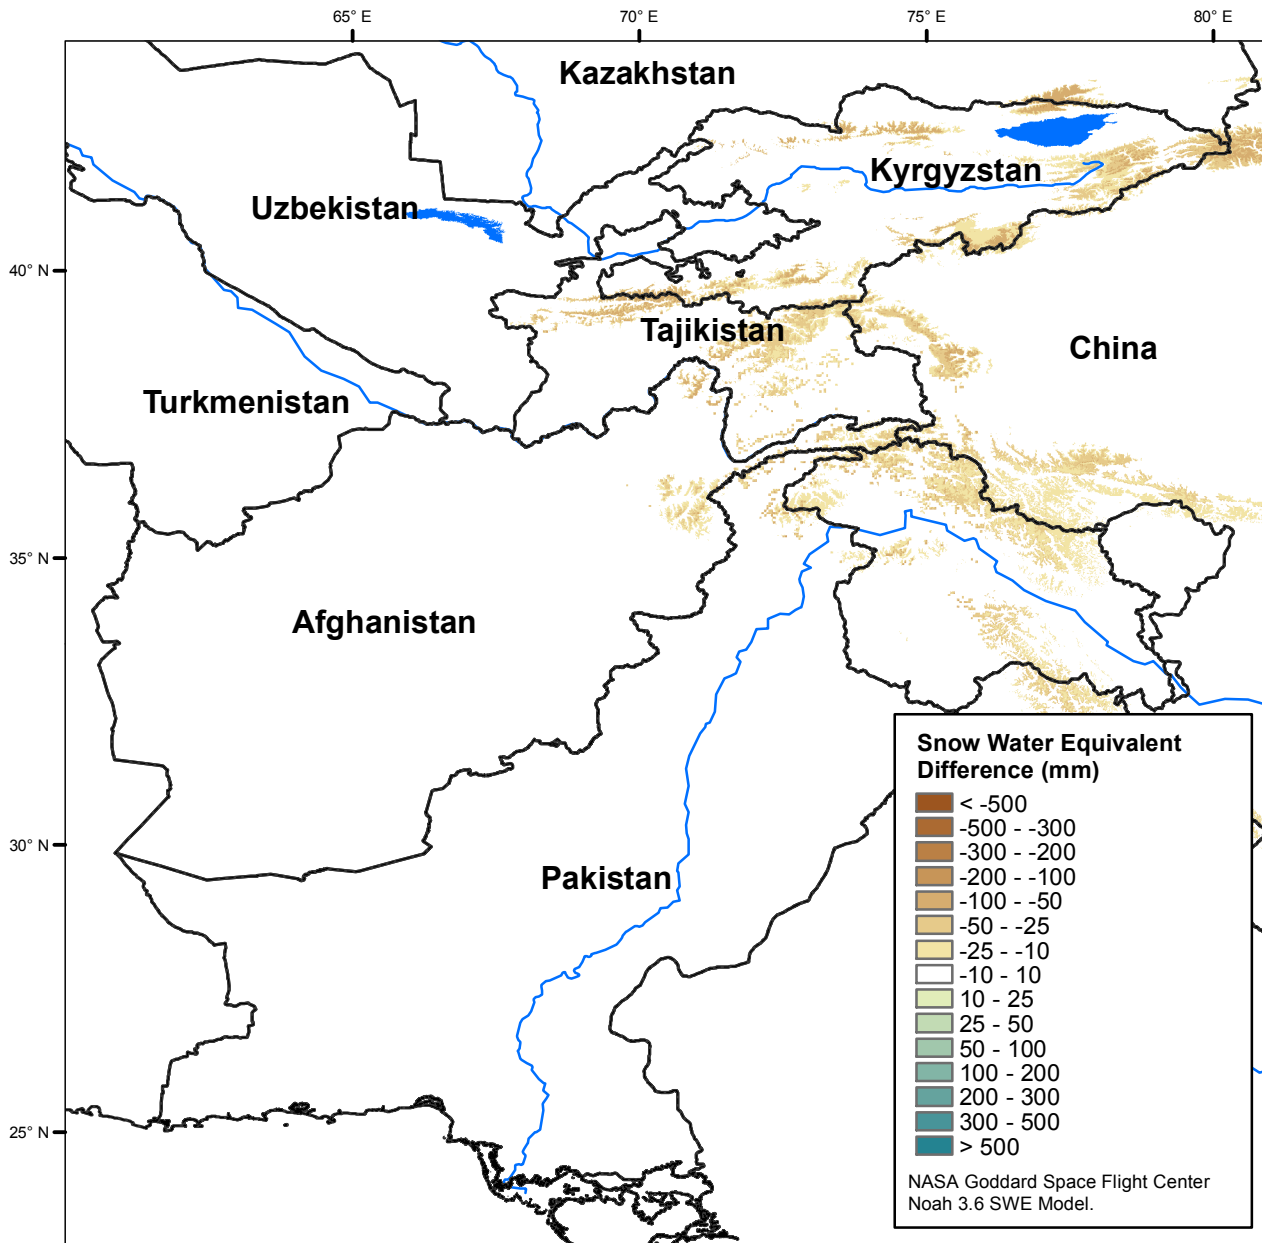 65° E
70° E
75° E
80° E
Kazakhstan
Kyrgyzstan
Uzbekistan
40° N
Tajikistan
China
Turkmenistan
35° N
Afghanistan
Snow Water Equivalent
Difference (mm)
< -500
-500 - -300
-300 - -200
-200 - -100
-100 - -50
-50 - -25
-25 - -10
-10 - 10
10 - 25
25 - 50
50 - 100
100 - 200
200 - 300
300 - 500
> 500
NASA Goddard Space Flight Center
Noah 3.6 SWE Model.
30° N
Pakistan
25° N